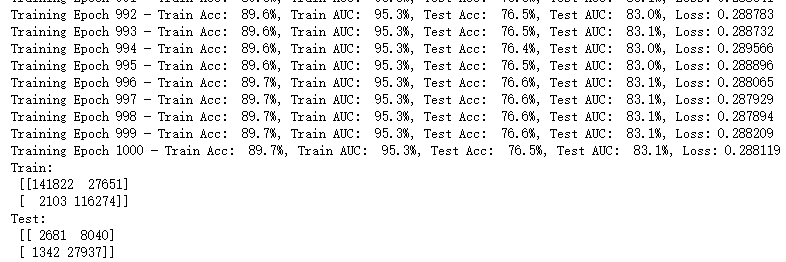 Training Epoch 992 - Train Acc:  89.6%, Train AUC:  95.3%, Test Acc:  76.5%, Test AUC:  83.0%, Loss: 0.288783
Training Epoch 993 - Train Acc:  89.6%, Train AUC:  95.3%, Test Acc:  76.5%, Test AUC:  83.1%, Loss: 0.288732
Training Epoch 994 - Train Acc:  89.6%, Train AUC:  95.3%, Test Acc:  76.4%, Test AUC:  83.0%, Loss: 0.289566
Training Epoch 995 - Train Acc:  89.6%, Train AUC:  95.3%, Test Acc:  76.5%, Test AUC:  83.0%, Loss: 0.288896
Training Epoch 996 - Train Acc:  89.7%, Train AUC:  95.3%, Test Acc:  76.6%, Test AUC:  83.1%, Loss: 0.288065
Training Epoch 997 - Train Acc:  89.7%, Train AUC:  95.3%, Test Acc:  76.6%, Test AUC:  83.1%, Loss: 0.287929
Training Epoch 998 - Train Acc:  89.7%, Train AUC:  95.3%, Test Acc:  76.6%, Test AUC:  83.1%, Loss: 0.287894
Training Epoch 999 - Train Acc:  89.7%, Train AUC:  95.3%, Test Acc:  76.6%, Test AUC:  83.1%, Loss: 0.288209
Training Epoch 1000 - Train Acc:  89.7%, Train AUC:  95.3%, Test Acc:  76.5%, Test AUC:  83.1%, Loss: 0.288119
Train:
[[141822  27651]
[  2103 116274]]
Test:
[[ 2681  8040]
[ 1342 27937]]